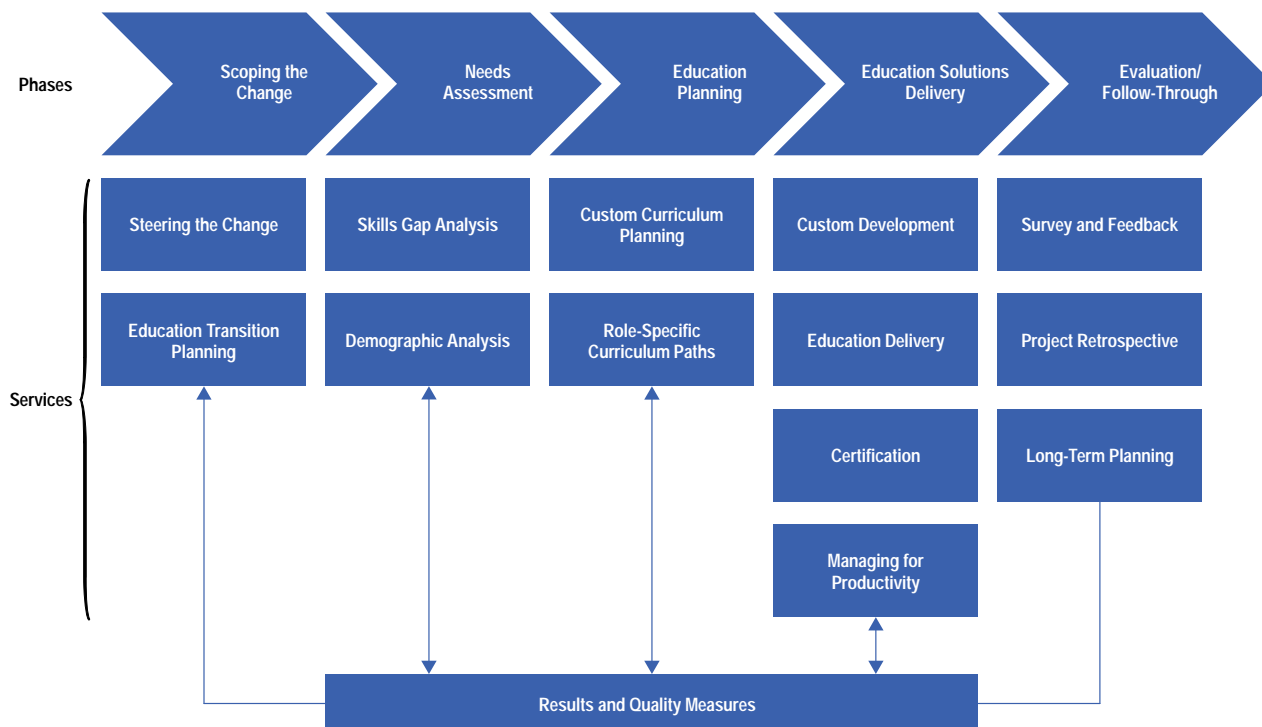 Phases
Scoping the
Change
Needs
Assessment
Education
Planning
Education Solutions
Delivery
Evaluation/
Follow-Through
Services
Steering the Change
Skills Gap Analysis
Custom Curriculum
Planning
Custom Development
Survey and Feedback
Education Transition
Planning
Demographic Analysis
Role-Specific
Curriculum Paths
Education Delivery
Project Retrospective
Certification
Long-Term Planning
Managing for
Productivity
Results and Quality Measures